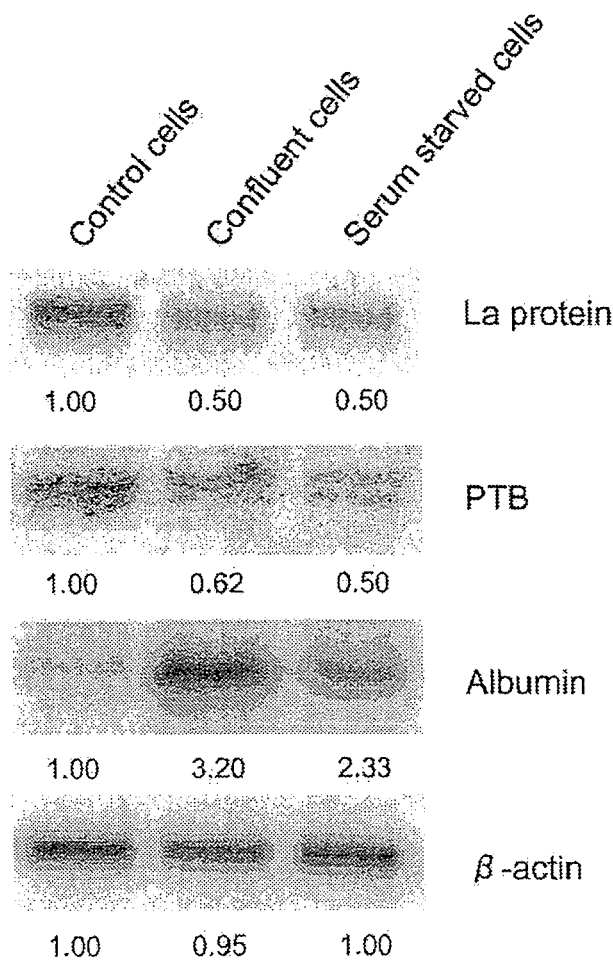 Control cells
Confluent cells
Serum starved cells
La protein
1.00 0.50 0.50
PTB
1.00 0.62 0.50
Albumin
1.00 3.20 2.33
β-actin
1.00 0.95 1.00